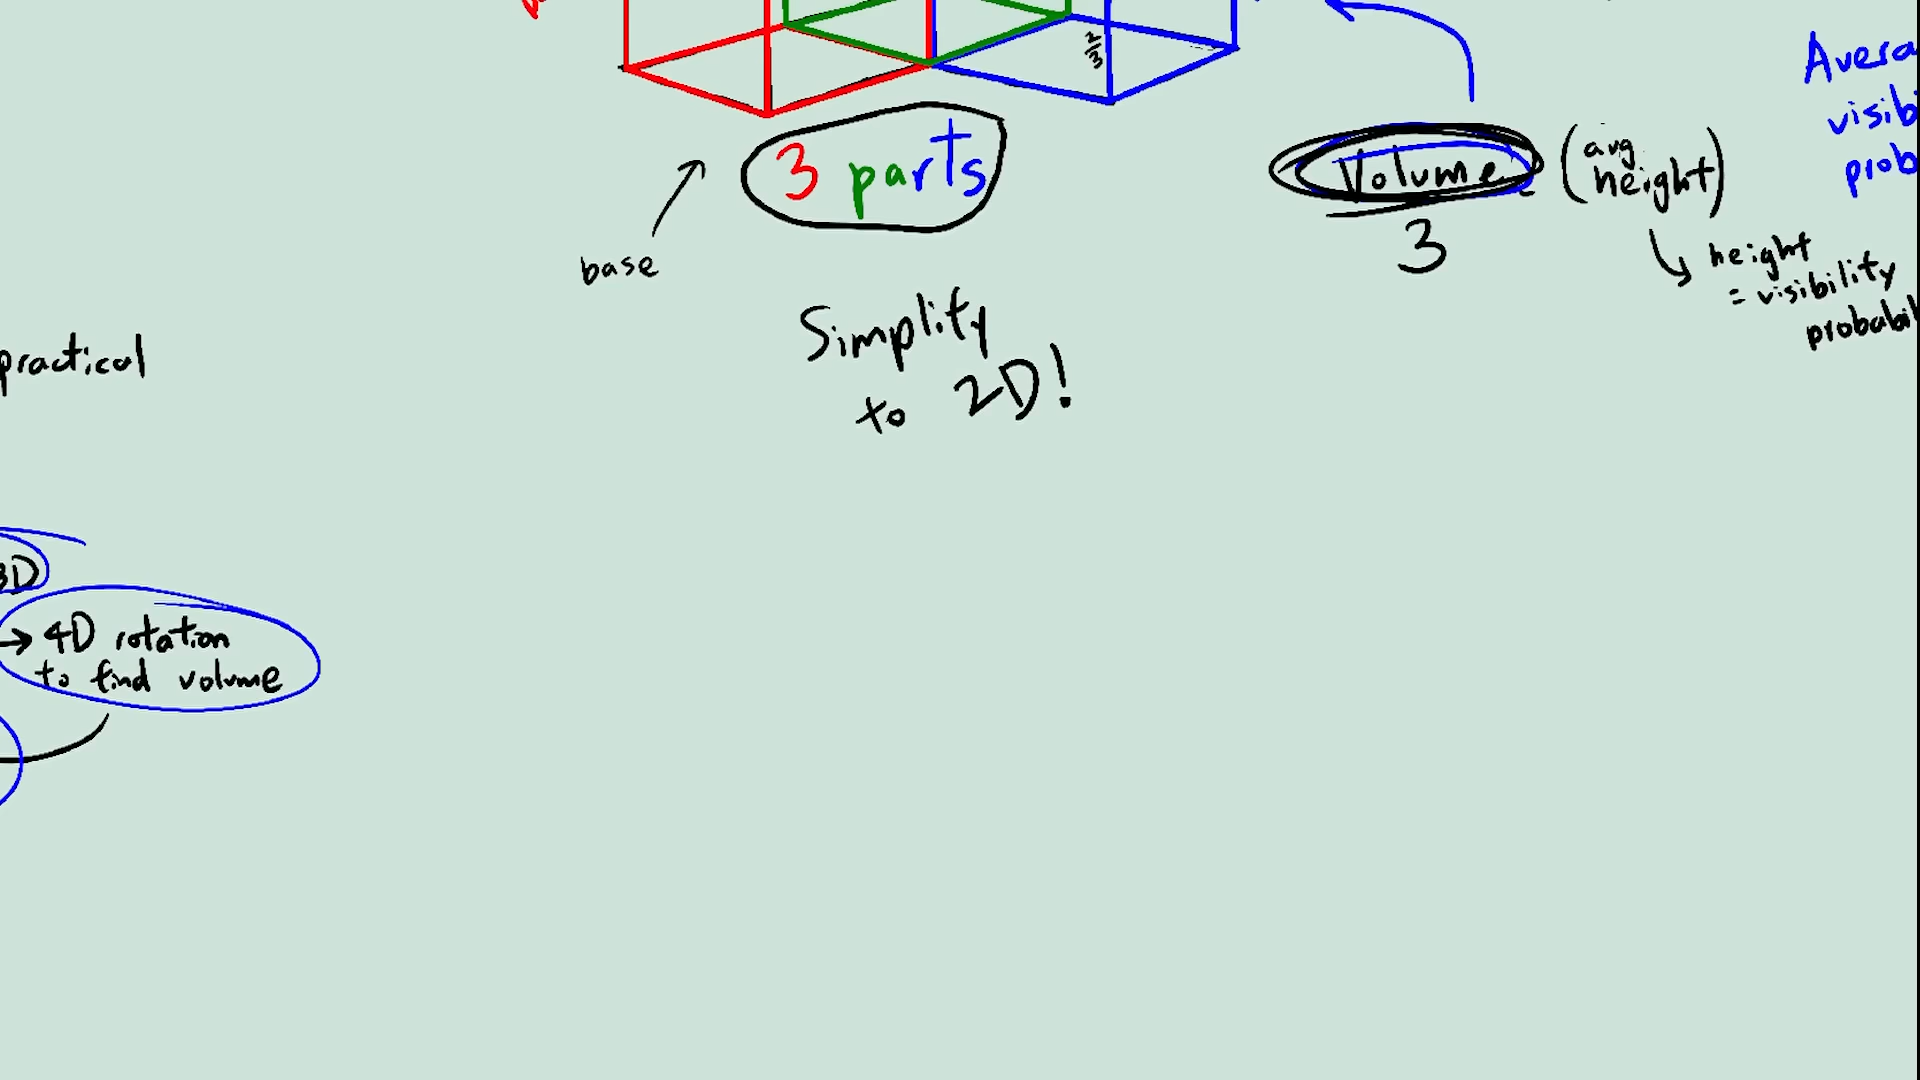 2
3
3 parts
base
Simplify
to 2D!
Volume
3
(avg
height)
height
= visibility
probabil
Avera
visib
prob
practical
3D
→ 4D rotation
to find volume